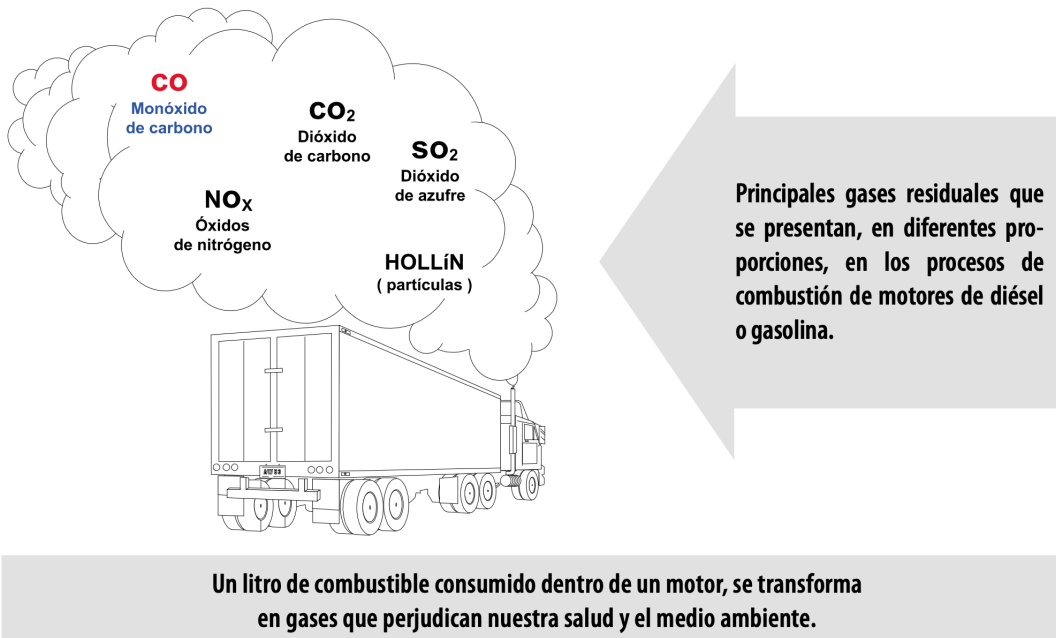 CO
Monóxido
de carbono
CO₂
Dióxido
de carbono
SO₂
Dióxido
de azufre
NOX
Óxidos
de nitrógeno
HOLLíN
( partículas )
Principales gases residuales que
se presentan, en diferentes pro-
porciones, en los procesos de
combustión de motores de diésel
o gasolina.
Un litro de combustible consumido dentro de un motor, se transforma
en gases que perjudican nuestra salud y el medio ambiente.